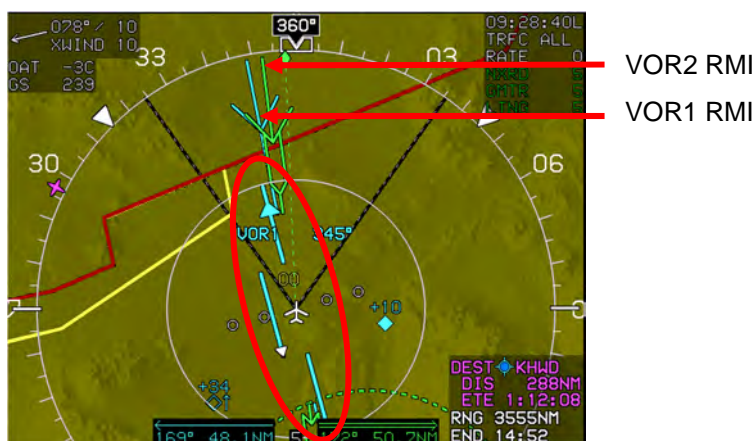 078°/ 10
XWIND 10
OAT -3C
GS 239
360°
09:28:40L
TRFC ALL
RATE 0
33
03
VOR2 RMI
VOR1 RMI
30
06
VOR1 345°
+10
+84
DEST KHWD
DIS 288NM
ETE 1:12:08
RNG 3555NM
END 14:52
169° 48.1NM
50.7NM